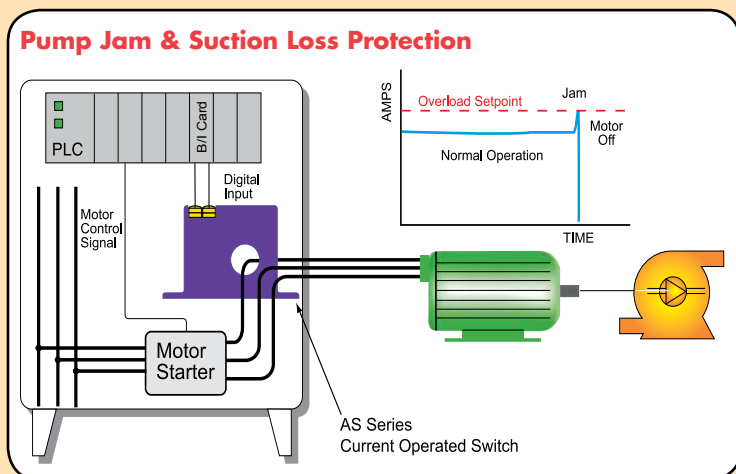 Pump Jam & Suction Loss Protection
PLC
B/I Card
Digital
Input
Motor
Control
Signal
Motor
Starter
AS Series
Current Operated Switch
AMPS
Overload Setpoint
Jam
Normal Operation
Motor
Off
TIME